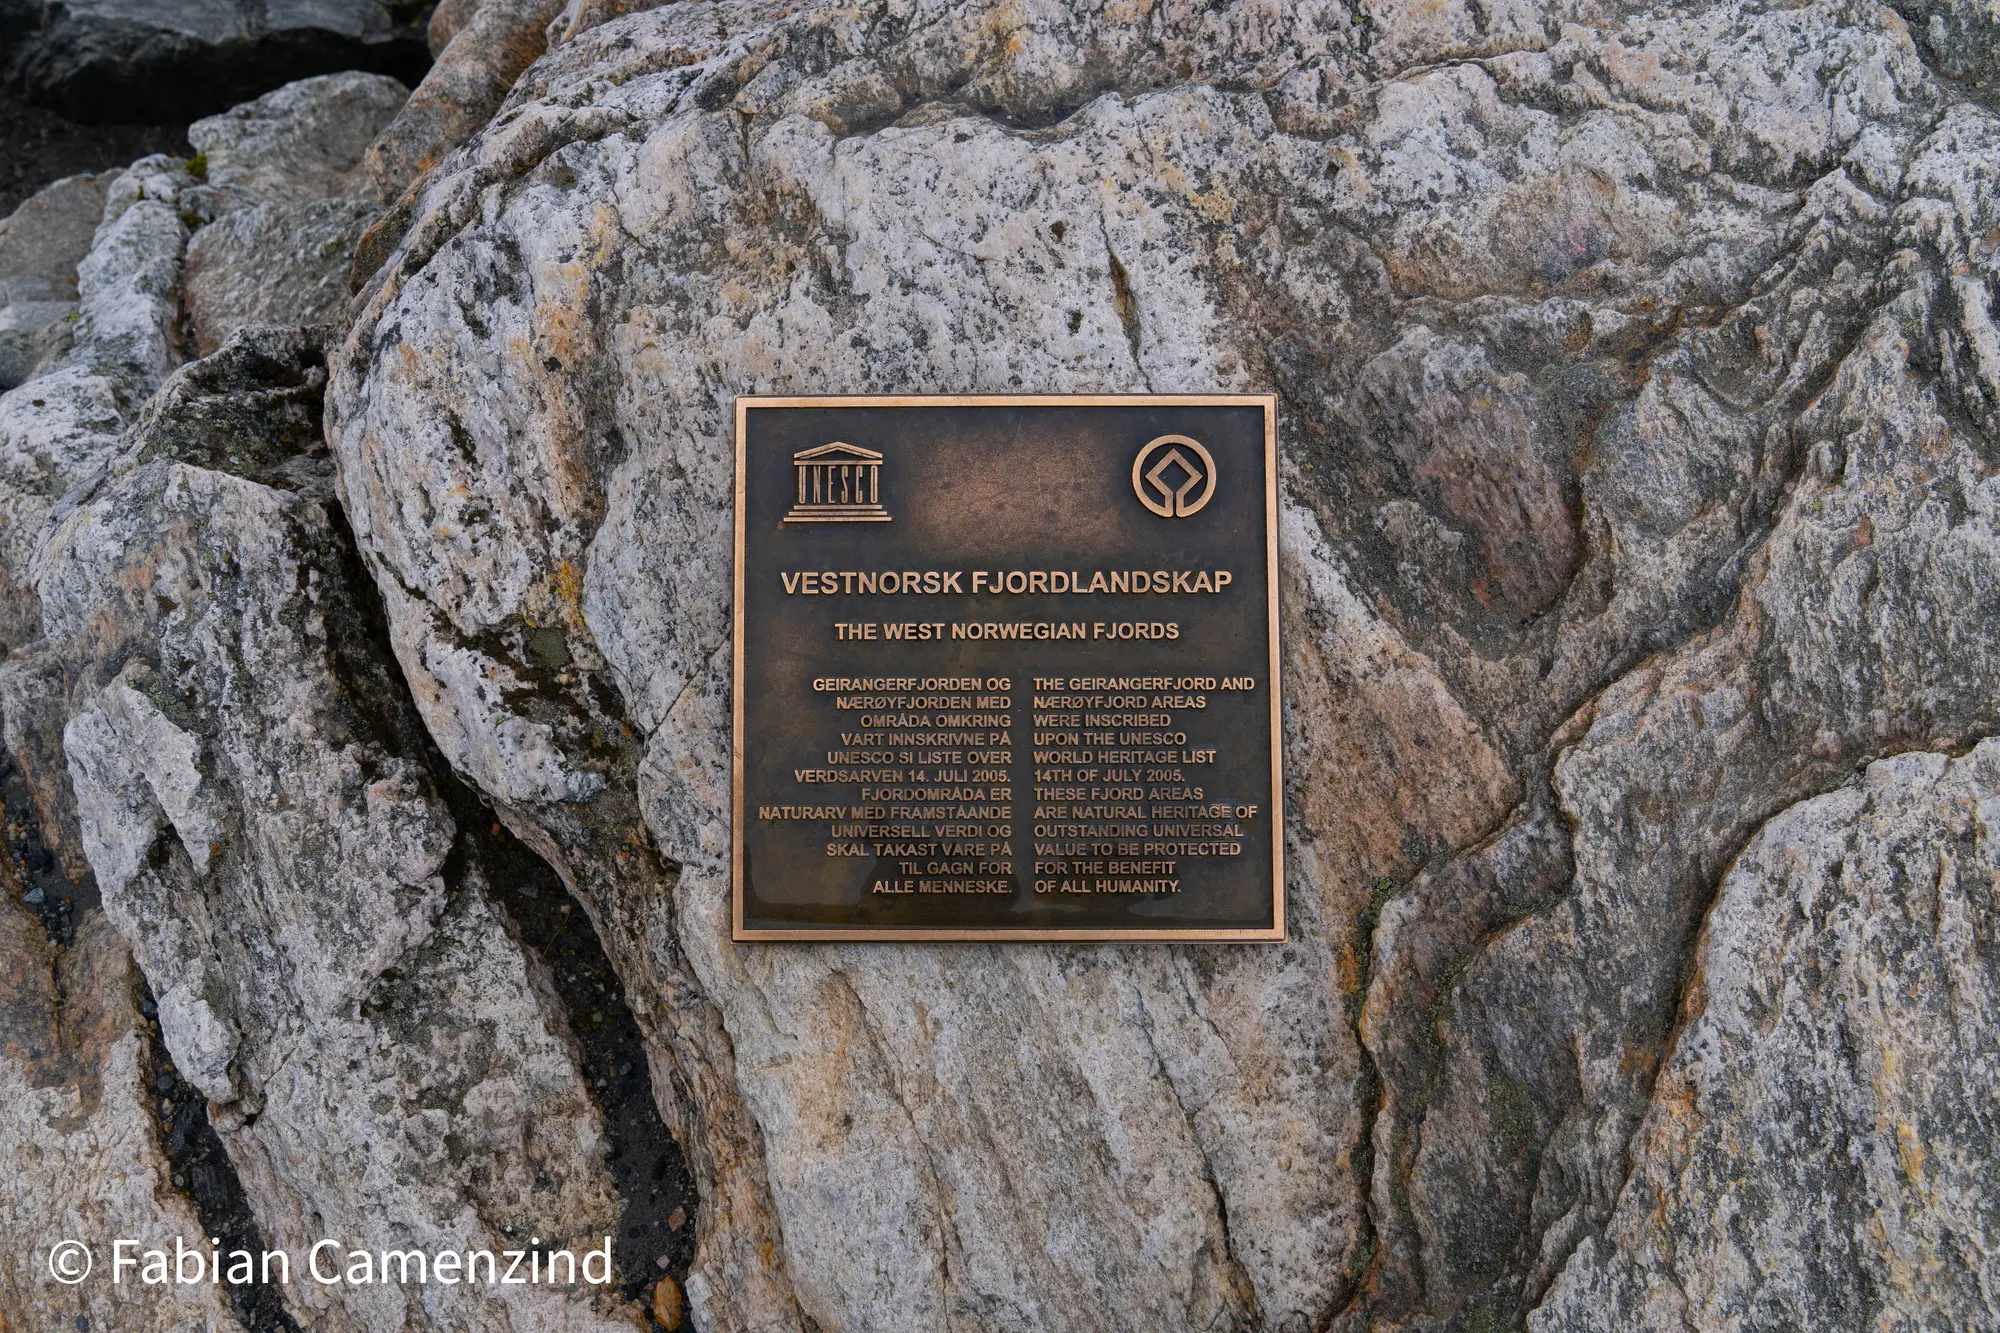 UNESCO
VESTNORSK FJORDLANDSKAP
THE WEST NORWEGIAN FJORDS
GEIRANGERFJORDEN OG
NÆRØYFJORDEN MED
OMRÅDA OMKRING
VART INNSKRIVNE PÅ
UNESCO SI LISTE OVER
VERDSARVEN 14. JULI 2005.
FJORDOMRÅDA ER
NATURARV MED FRAMSTÅANDE
UNIVERSELL VERDI OG
SKAL TAKAST VARE PÅ
TIL GAGN FOR
ALLE MENNESKE.
THE GEIRANGERFJORD AND
NÆRØYFJORD AREAS
WERE INSCRIBED
UPON THE UNESCO
WORLD HERITAGE LIST
14TH OF JULY 2005.
THESE FJORD AREAS
ARE NATURAL HERITAGE OF
OUTSTANDING UNIVERSAL
VALUE TO BE PROTECTED
FOR THE BENEFIT
OF ALL HUMANITY.
© Fabian Camenzind